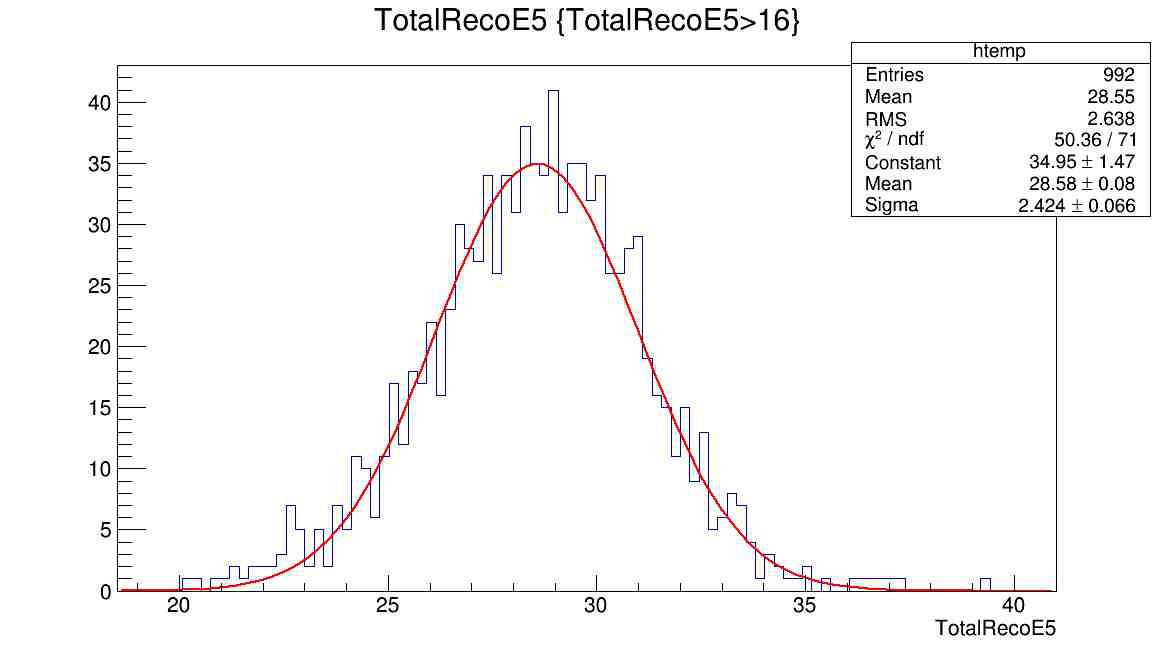 TotalRecoE5 {TotalRecoE5>16}
htemp
Entries 992
Mean 28.55
RMS 2.638
χ² / ndf 50.36 / 71
Constant 34.95 ± 1.47
Mean 28.58 ± 0.08
Sigma 2.424 ± 0.066
40
35
30
25
20
15
10
5
0
20 25 30 35 40
TotalRecoE5